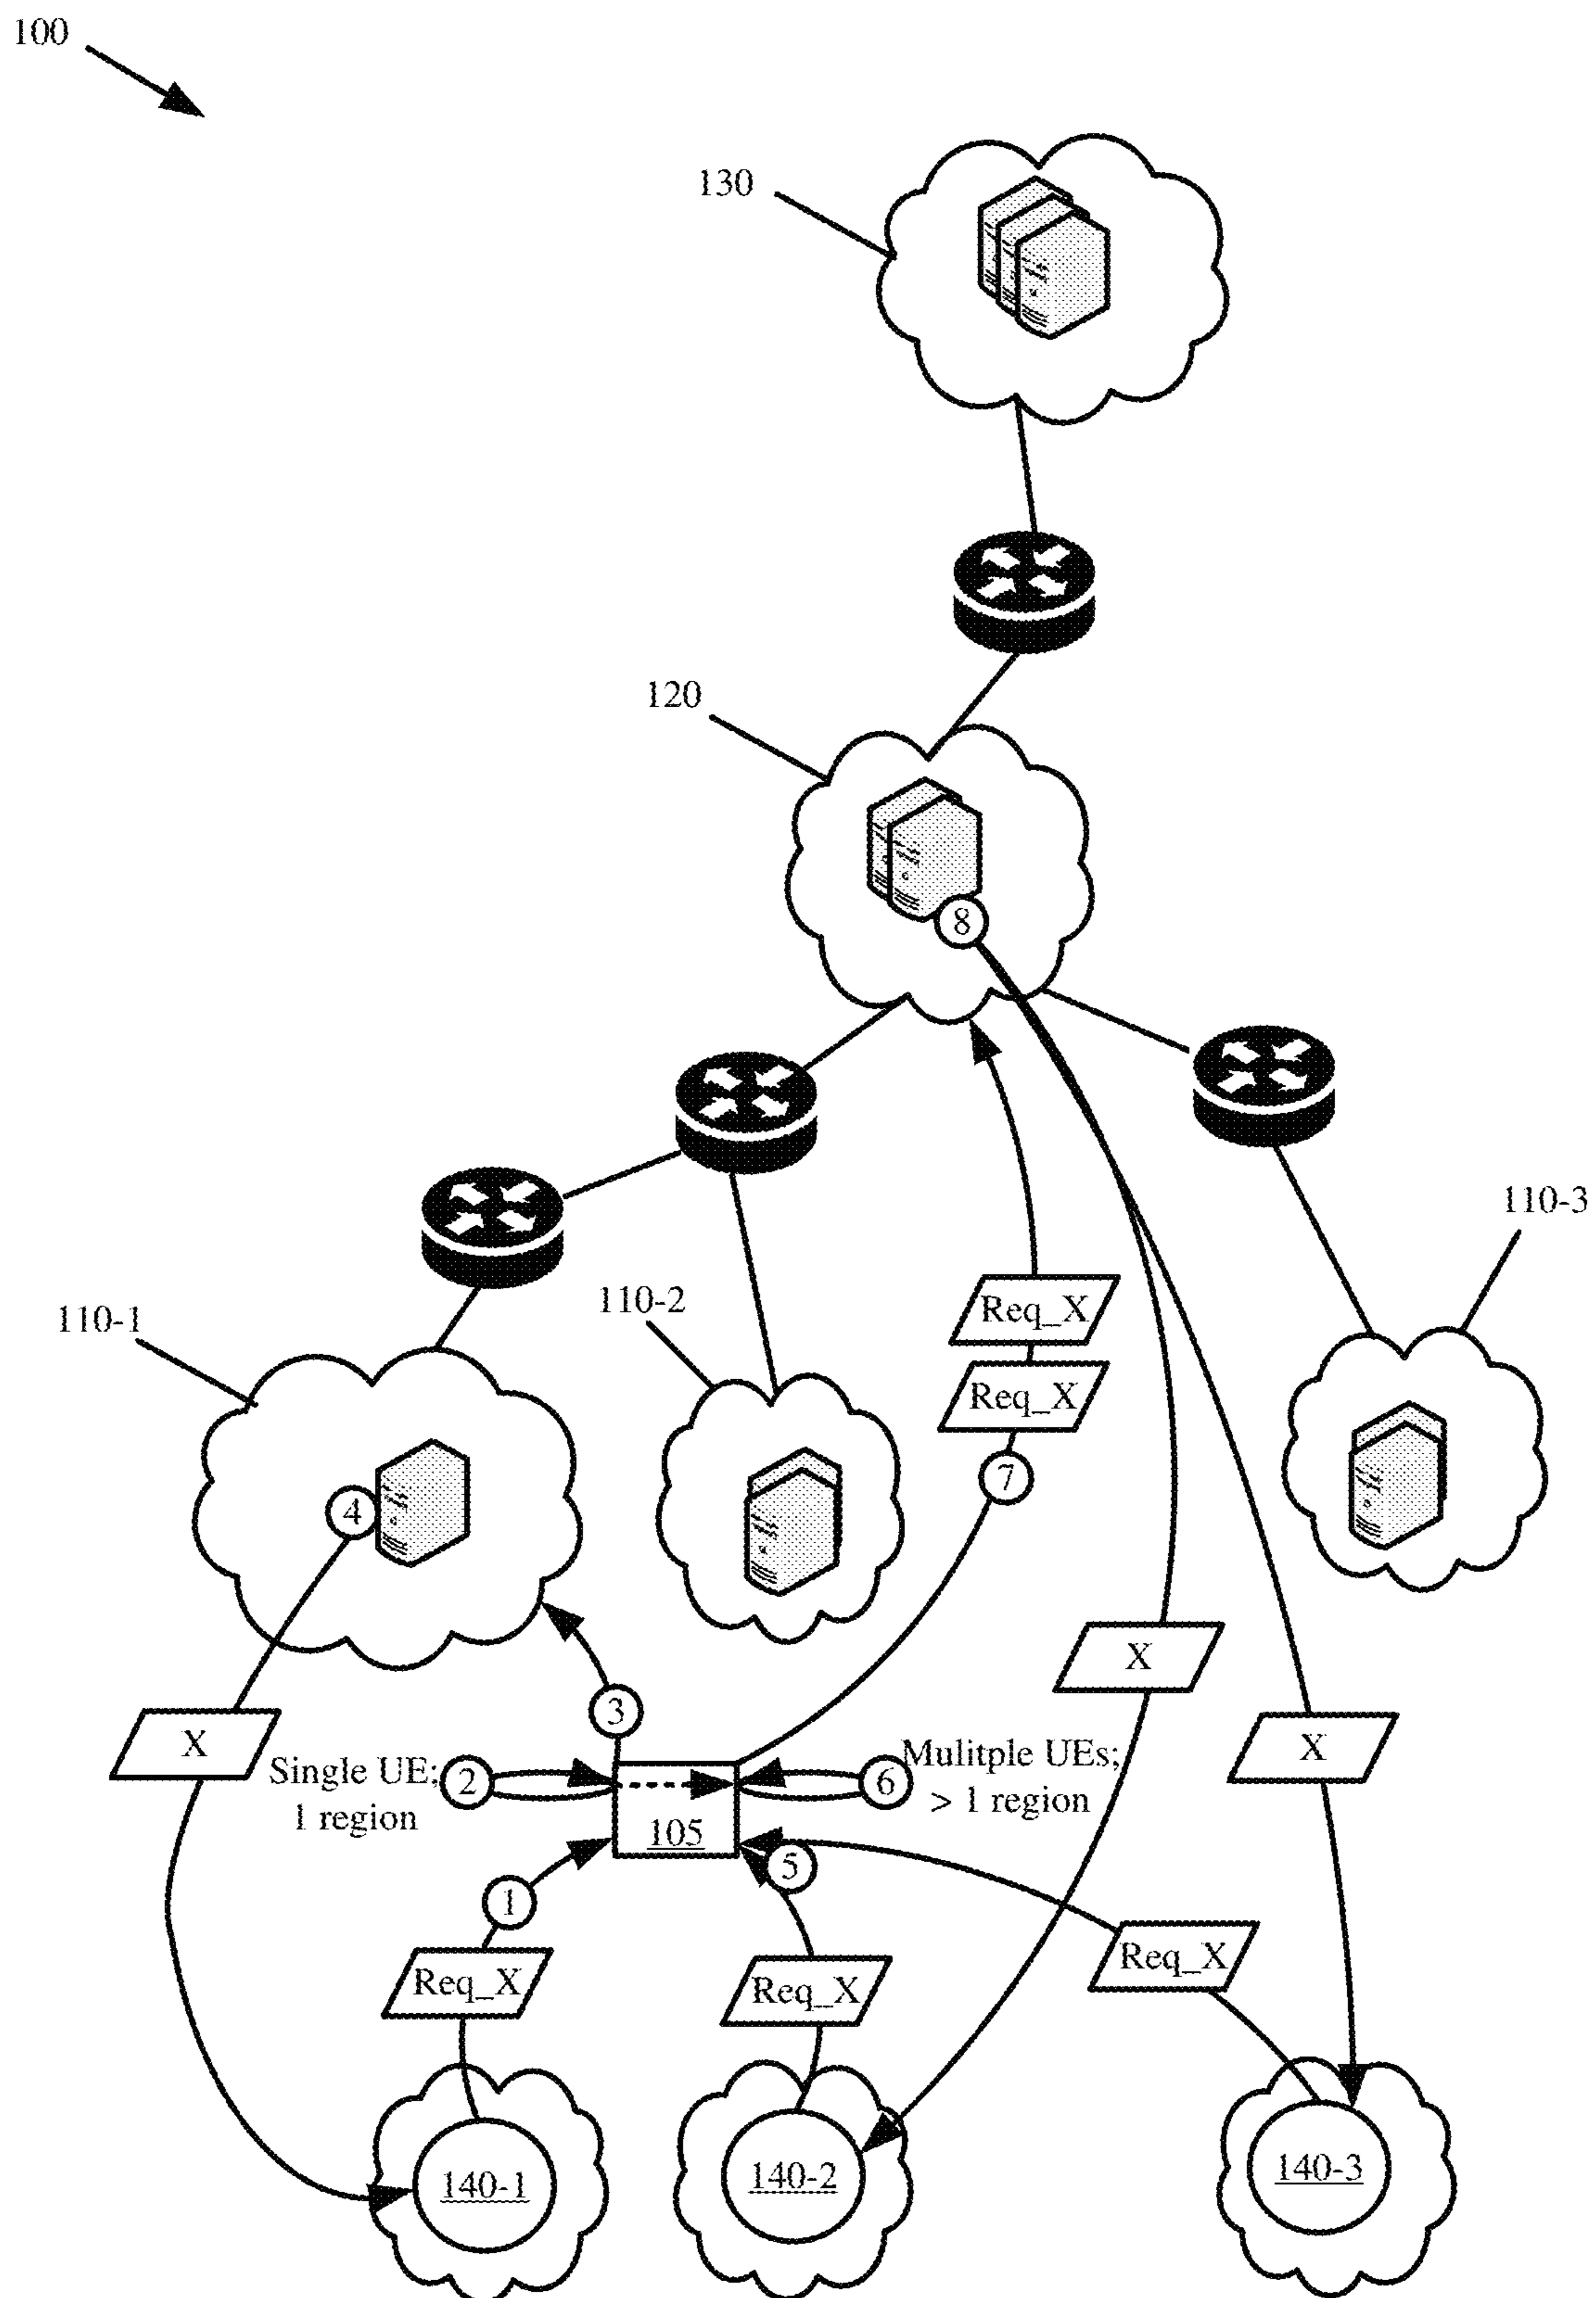 100
130
120
8
110-3
110-2
Req_X
110-1
Req_X
7
4
X
3
X
X
Single UE;
1 region
2
6
Mulitple UEs;
> 1 region
105
5
1
Req_X
Req_X
Req_X
140-1
140-2
140-3